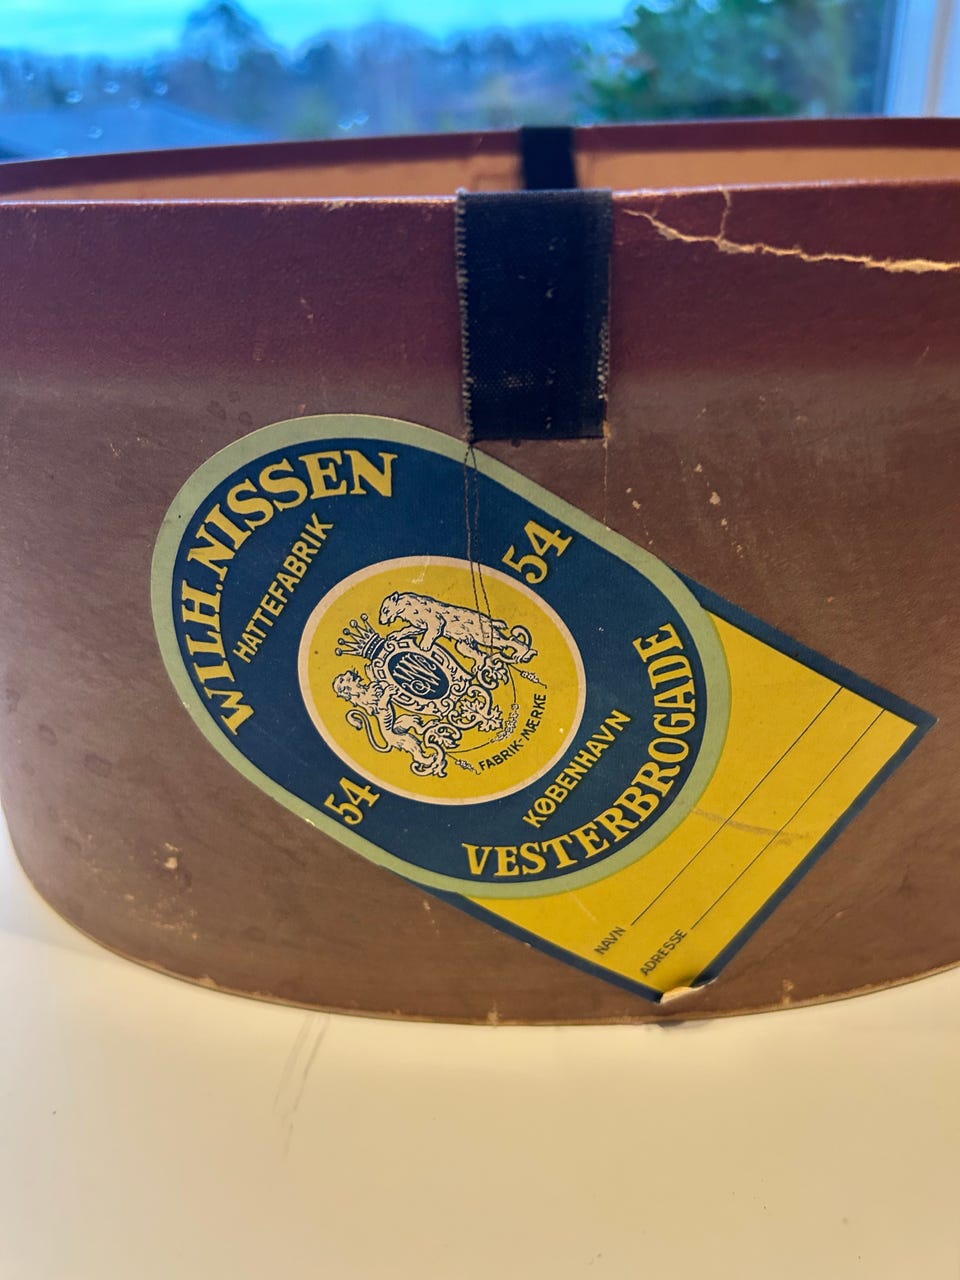 WILH. NISSEN
HATTEFABRIK
54
54
FABRIK-MÆRKE
KØBENHAVN
VESTERBROGADE
NAVN
ADRESSE